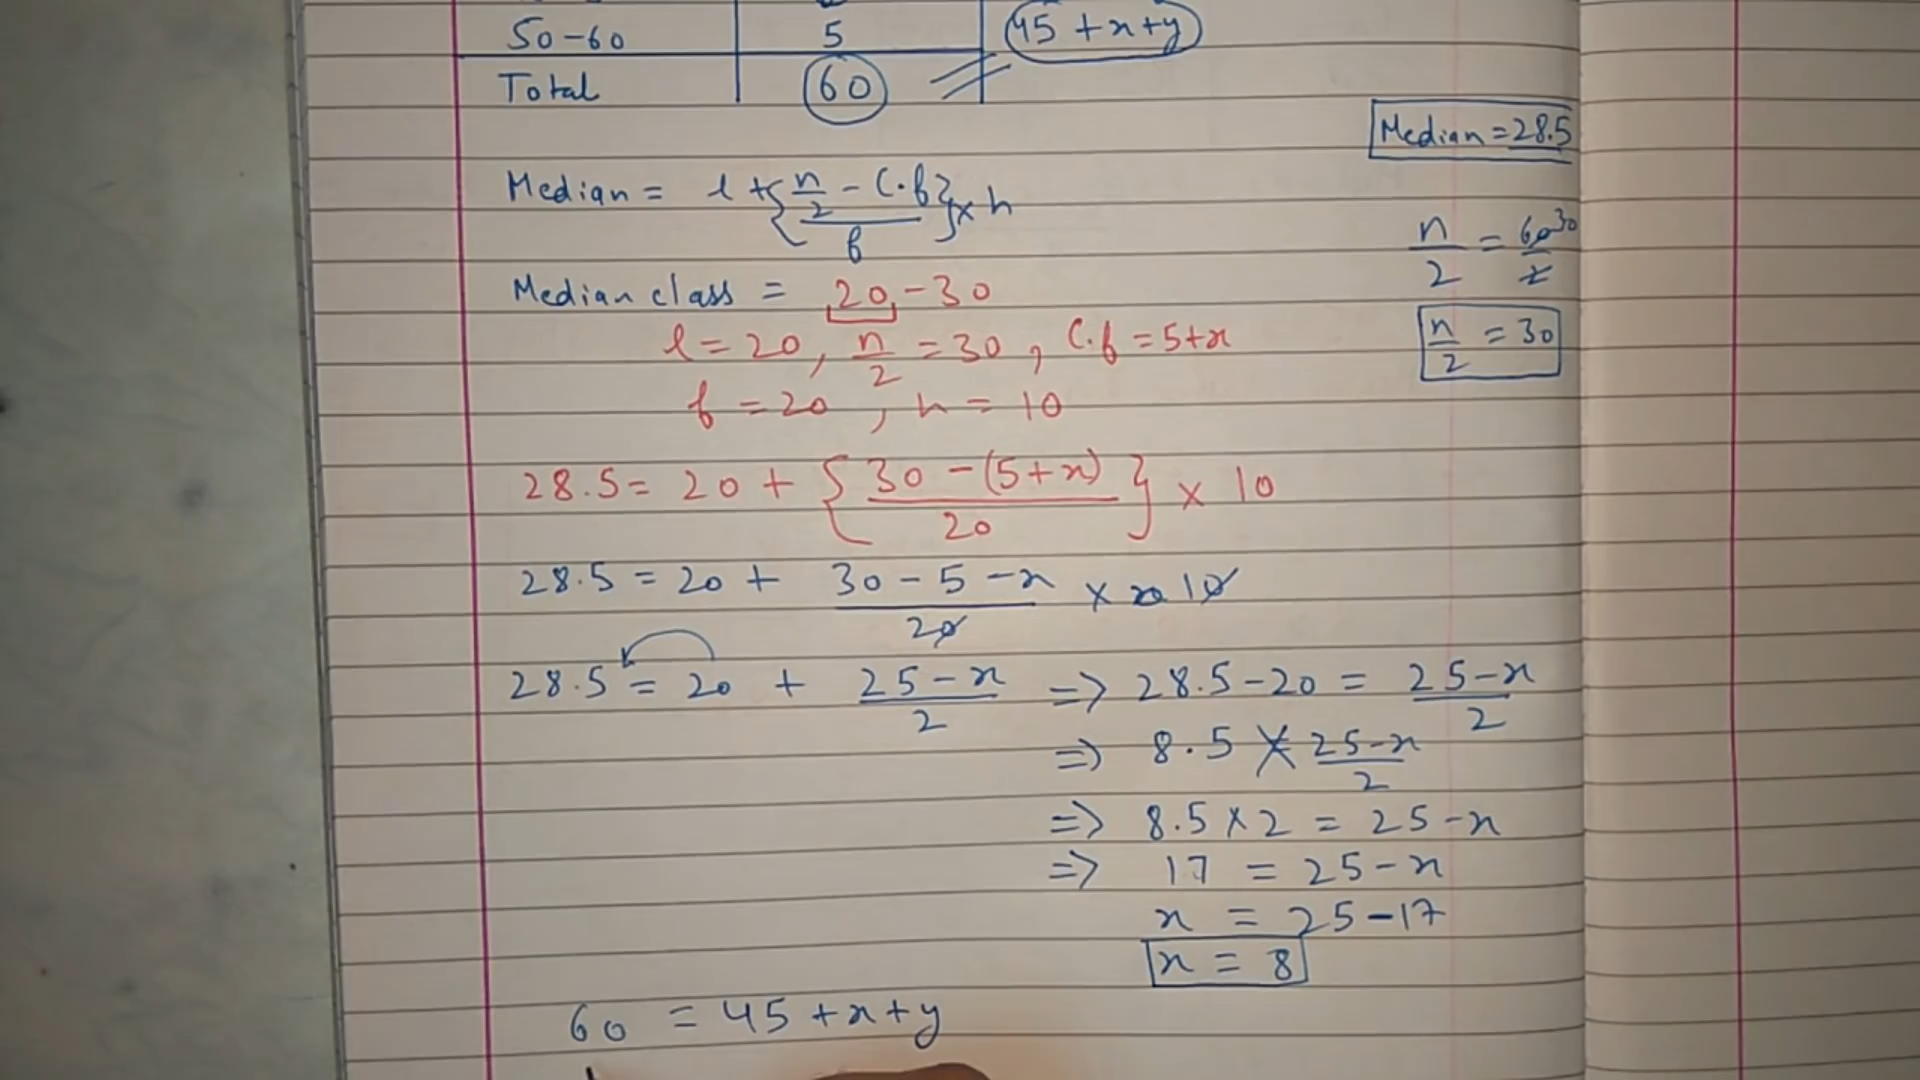 50-60 5 45 + x + y
Total 60
Median = 28.5
Median = l + { n/2 - C.f / f } × h
n/2 = 60/2 30
Median class = 20 - 30
n/2 = 30
l = 20, n/2 = 30, C.f = 5 + x
f = 20, h = 10
28.5 = 20 + { 30 - (5 + x) / 20 } × 10
28.5 = 20 + 30 - 5 - x / 20 × 10
28.5 = 20 + 25 - x / 2 => 28.5 - 20 = 25 - x / 2
=> 8.5 = 25 - x / 2
=> 8.5 × 2 = 25 - x
=> 17 = 25 - x
x = 25 - 17
x = 8
60 = 45 + x + y